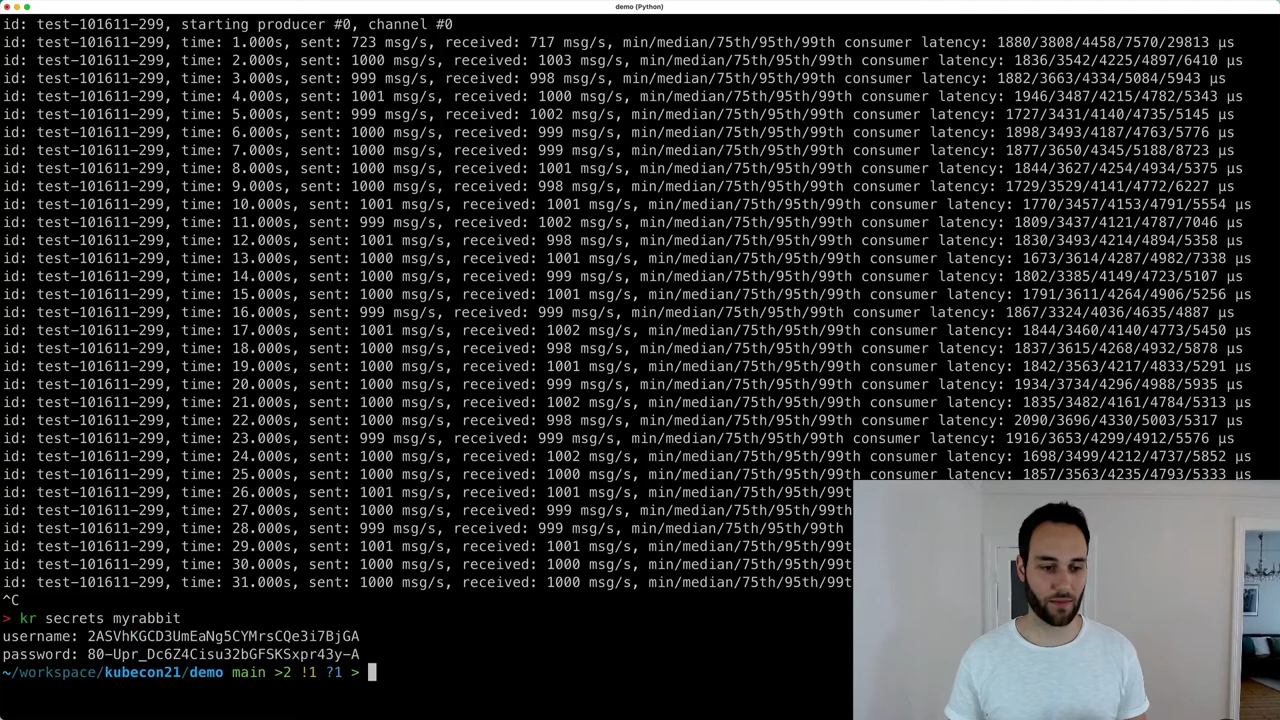 demo (Python)
id: test-101611-299, starting producer #0, channel #0
id: test-101611-299, time: 1.000s, sent: 723 msg/s, received: 717 msg/s, min/median/75th/95th/99th consumer latency: 1880/3808/4458/7570/29813 µs
id: test-101611-299, time: 2.000s, sent: 1000 msg/s, received: 1003 msg/s, min/median/75th/95th/99th consumer latency: 1836/3542/4225/4897/6410 µs
id: test-101611-299, time: 3.000s, sent: 999 msg/s, received: 998 msg/s, min/median/75th/95th/99th consumer latency: 1882/3663/4334/5084/5943 µs
id: test-101611-299, time: 4.000s, sent: 1001 msg/s, received: 1000 msg/s, min/median/75th/95th/99th consumer latency: 1946/3487/4215/4782/5343 µs
id: test-101611-299, time: 5.000s, sent: 999 msg/s, received: 1002 msg/s, min/median/75th/95th/99th consumer latency: 1727/3431/4140/4735/5145 µs
id: test-101611-299, time: 6.000s, sent: 1000 msg/s, received: 999 msg/s, min/median/75th/95th/99th consumer latency: 1898/3493/4187/4763/5776 µs
id: test-101611-299, time: 7.000s, sent: 1000 msg/s, received: 999 msg/s, min/median/75th/95th/99th consumer latency: 1877/3650/4345/5188/8723 µs
id: test-101611-299, time: 8.000s, sent: 1000 msg/s, received: 1001 msg/s, min/median/75th/95th/99th consumer latency: 1844/3627/4254/4934/5375 µs
id: test-101611-299, time: 9.000s, sent: 1000 msg/s, received: 998 msg/s, min/median/75th/95th/99th consumer latency: 1729/3529/4141/4772/6227 µs
id: test-101611-299, time: 10.000s, sent: 1001 msg/s, received: 1001 msg/s, min/median/75th/95th/99th consumer latency: 1770/3457/4153/4791/5554 µs
id: test-101611-299, time: 11.000s, sent: 999 msg/s, received: 1002 msg/s, min/median/75th/95th/99th consumer latency: 1809/3437/4121/4787/7046 µs
id: test-101611-299, time: 12.000s, sent: 1001 msg/s, received: 998 msg/s, min/median/75th/95th/99th consumer latency: 1830/3493/4214/4894/5358 µs
id: test-101611-299, time: 13.000s, sent: 1000 msg/s, received: 1001 msg/s, min/median/75th/95th/99th consumer latency: 1673/3614/4287/4982/7338 µs
id: test-101611-299, time: 14.000s, sent: 1000 msg/s, received: 999 msg/s, min/median/75th/95th/99th consumer latency: 1802/3385/4149/4723/5107 µs
id: test-101611-299, time: 15.000s, sent: 1000 msg/s, received: 1001 msg/s, min/median/75th/95th/99th consumer latency: 1791/3611/4264/4906/5256 µs
id: test-101611-299, time: 16.000s, sent: 999 msg/s, received: 999 msg/s, min/median/75th/95th/99th consumer latency: 1867/3324/4036/4635/4887 µs
id: test-101611-299, time: 17.000s, sent: 1001 msg/s, received: 1002 msg/s, min/median/75th/95th/99th consumer latency: 1844/3460/4140/4773/5450 µs
id: test-101611-299, time: 18.000s, sent: 1000 msg/s, received: 998 msg/s, min/median/75th/95th/99th consumer latency: 1837/3615/4268/4932/5878 µs
id: test-101611-299, time: 19.000s, sent: 1000 msg/s, received: 1001 msg/s, min/median/75th/95th/99th consumer latency: 1842/3563/4217/4833/5291 µs
id: test-101611-299, time: 20.000s, sent: 1000 msg/s, received: 999 msg/s, min/median/75th/95th/99th consumer latency: 1934/3734/4296/4988/5935 µs
id: test-101611-299, time: 21.000s, sent: 1000 msg/s, received: 1002 msg/s, min/median/75th/95th/99th consumer latency: 1835/3482/4161/4784/5313 µs
id: test-101611-299, time: 22.000s, sent: 1000 msg/s, received: 998 msg/s, min/median/75th/95th/99th consumer latency: 2090/3696/4330/5003/5317 µs
id: test-101611-299, time: 23.000s, sent: 999 msg/s, received: 999 msg/s, min/median/75th/95th/99th consumer latency: 1916/3653/4299/4912/5576 µs
id: test-101611-299, time: 24.000s, sent: 1000 msg/s, received: 1002 msg/s, min/median/75th/95th/99th consumer latency: 1698/3499/4212/4737/5852 µs
id: test-101611-299, time: 25.000s, sent: 1000 msg/s, received: 1000 msg/s, min/median/75th/95th/99th consumer latency: 1857/3563/4235/4793/5333 µs
id: test-101611-299, time: 26.000s, sent: 1001 msg/s, received: 1001 msg/s, min/median/75th/95th/99th
id: test-101611-299, time: 27.000s, sent: 1000 msg/s, received: 999 msg/s, min/median/75th/95th/99th
id: test-101611-299, time: 28.000s, sent: 999 msg/s, received: 999 msg/s, min/median/75th/95th/99th
id: test-101611-299, time: 29.000s, sent: 1001 msg/s, received: 1001 msg/s, min/median/75th/95th/99th
id: test-101611-299, time: 30.000s, sent: 1000 msg/s, received: 1000 msg/s, min/median/75th/95th/99th
id: test-101611-299, time: 31.000s, sent: 1000 msg/s, received: 1000 msg/s, min/median/75th/95th/99th
^C
> kr secrets myrabbit
username: 2ASVhKGCD3UmEaNg5CYMrsCQe3i7BjGA
password: 80-Upr_Dc6Z4Cisu32bGFSKSxpr43y-A
~/workspace/kubecon21/demo main >2 !1 ?1 >